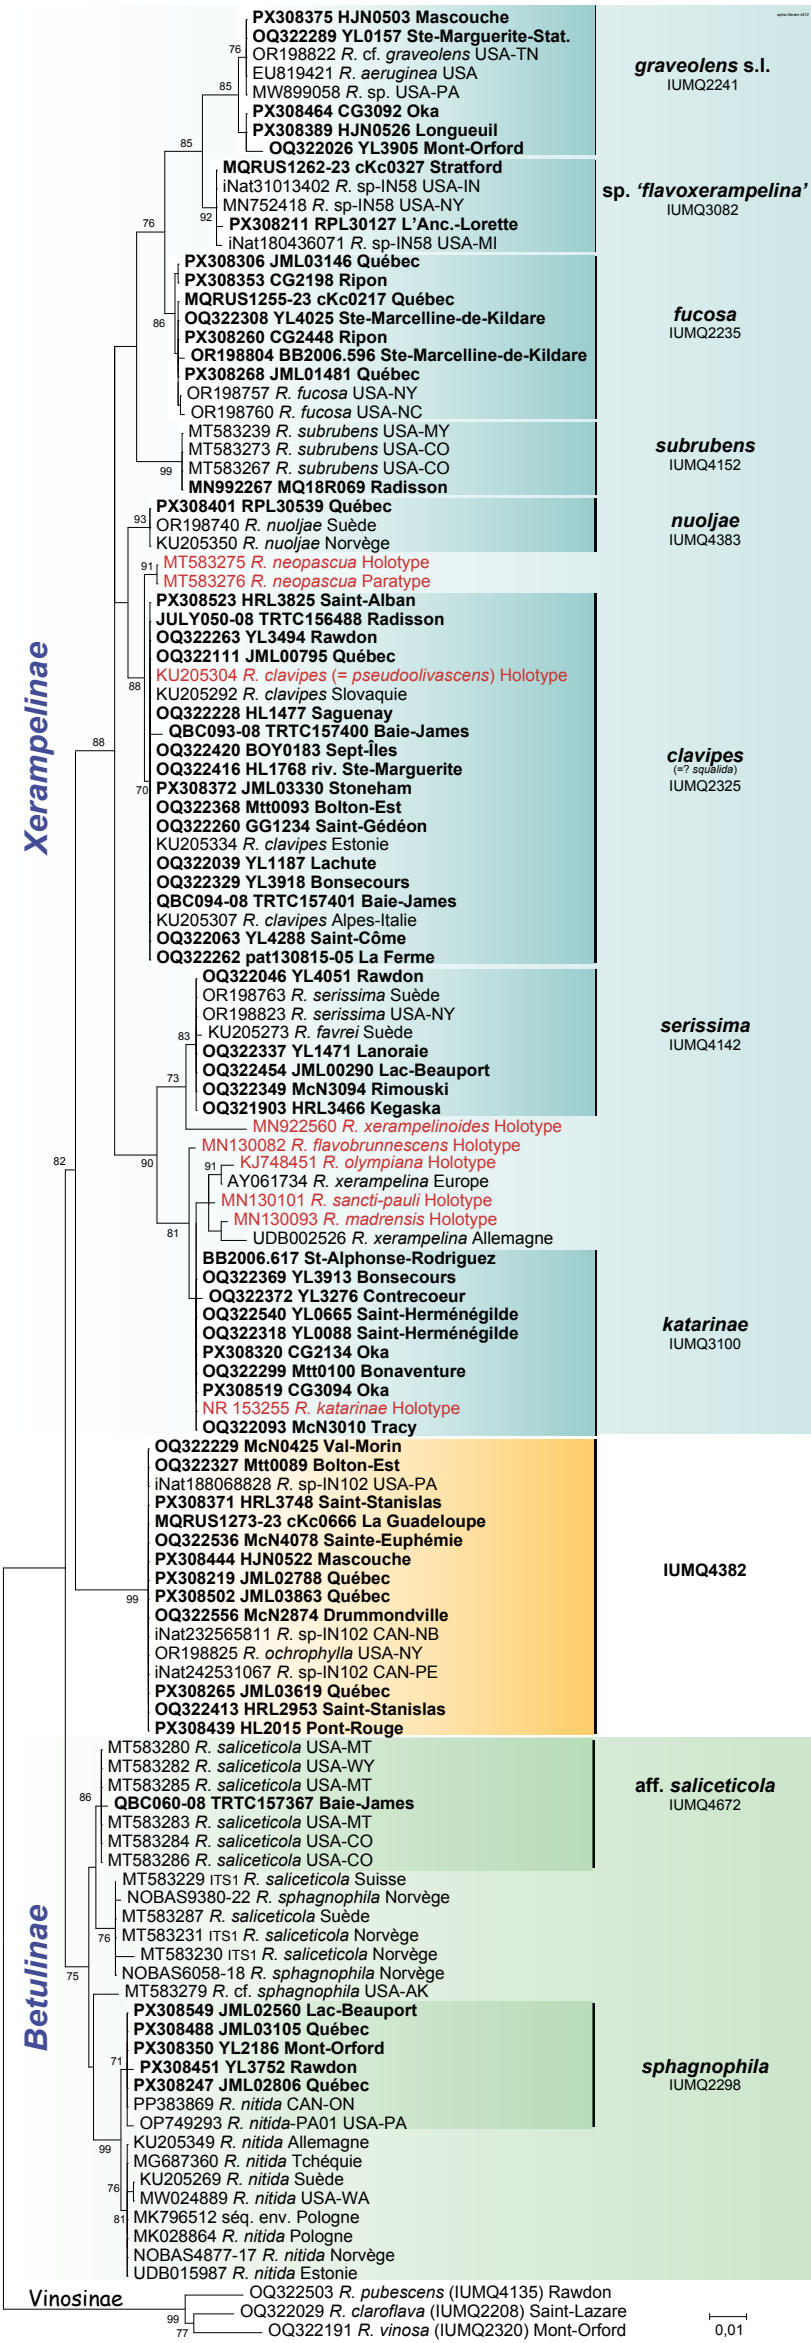 PX308375 HJN0503 Mascouche
OQ322289 YL0157 Ste-Marguerite-Stat.
76
OR198822 R. cf. graveolens USA-TN
EU819421 R. aeruginea USA
graveolens s.l.
IUMQ2241
MW899058 R. sp. USA-PA
85
PX308464 CG3092 Oka
PX308389 HJN0526 Longueuil
OQ322026 YL3905 Mont-Orford
85
MQRUS1262-23 cKc0327 Stratford
iNat31013402 R. sp-IN58 USA-IN
sp. 'flavoxerampelina'
IUMQ3082
MN752418 R. sp-IN58 USA-NY
92
PX308211 RPL30127 L'Anc.-Lorette
76
iNat180436071 R. sp-IN58 USA-MI
PX308306 JML03146 Québec
PX308353 CG2198 Ripon
MQRUS1255-23 cKc0217 Québec
OQ322308 YL4025 Ste-Marcelline-de-Kildare
fucosa
IUMQ2235
86
PX308260 CG2448 Ripon
OR198804 BB2006.596 Ste-Marcelline-de-Kildare
PX308268 JML01481 Québec
OR198757 R. fucosa USA-NY
OR198760 R. fucosa USA-NC
MT583239 R. subrubens USA-MY
MT583273 R. subrubens USA-CO
subrubens
IUMQ4152
99
MT583267 R. subrubens USA-CO
MN992267 MQ18R069 Radisson
PX308401 RPL30539 Québec
93
OR198740 R. nuoljae Suède
nuoljae
IUMQ4383
KU205350 R. nuoljae Norvège
91
MT583275 R. neopascua Holotype
MT583276 R. neopascua Paratype
PX308523 HRL3825 Saint-Alban
JULY050-08 TRTC156488 Radisson
OQ322263 YL3494 Rawdon
OQ322111 JML00795 Québec
KU205304 R. clavipes (= pseudoolivascens) Holotype
88
KU205292 R. clavipes Slovaquie
OQ322228 HL1477 Saguenay
QBC093-08 TRTC157400 Baie-James
Xerampelinae
88
OQ322420 BOY0183 Sept-Îles
clavipes
(=? squalida)
IUMQ2325
OQ322416 HL1768 riv. Ste-Marguerite
70
PX308372 JML03330 Stoneham
OQ322368 Mtt0093 Bolton-Est
OQ322260 GG1234 Saint-Gédéon
KU205334 R. clavipes Estonie
OQ322039 YL1187 Lachute
OQ322329 YL3918 Bonsecours
QBC094-08 TRTC157401 Baie-James
KU205307 R. clavipes Alpes-Italie
OQ322063 YL4288 Saint-Côme
OQ322262 pat130815-05 La Ferme
OQ322046 YL4051 Rawdon
OR198763 R. serissima Suède
OR198823 R. serissima USA-NY
83
KU205273 R. favrei Suède
serissima
IUMQ4142
OQ322337 YL1471 Lanoraie
OQ322454 JML00290 Lac-Beauport
73
OQ322349 McN3094 Rimouski
OQ321903 HRL3466 Kegaska
MN922560 R. xerampelinoides Holotype
MN130082 R. flavobrunnescens Holotype
82
90
91
KJ748451 R. olympiana Holotype
AY061734 R. xerampelina Europe
MN130101 R. sancti-pauli Holotype
MN130093 R. madrensis Holotype
81
UDB002526 R. xerampelina Allemagne
BB2006.617 St-Alphonse-Rodriguez
OQ322369 YL3913 Bonsecours
OQ322372 YL3276 Contrecoeur
OQ322540 YL0665 Saint-Herménégilde
OQ322318 YL0088 Saint-Herménégilde
katarinae
IUMQ3100
PX308320 CG2134 Oka
OQ322299 Mtt0100 Bonaventure
PX308519 CG3094 Oka
NR 153255 R. katarinae Holotype
OQ322093 McN3010 Tracy
OQ322229 McN0425 Val-Morin
OQ322327 Mtt0089 Bolton-Est
iNat188068828 R. sp-IN102 USA-PA
PX308371 HRL3748 Saint-Stanislas
MQRUS1273-23 cKc0666 La Guadeloupe
OQ322536 McN4078 Sainte-Euphémie
PX308444 HJN0522 Mascouche
PX308219 JML02788 Québec
IUMQ4382
99
PX308502 JML03863 Québec
OQ322556 McN2874 Drummondville
iNat232565811 R. sp-IN102 CAN-NB
OR198825 R. ochrophylla USA-NY
iNat242531067 R. sp-IN102 CAN-PE
PX308265 JML03619 Québec
OQ322413 HRL2953 Saint-Stanislas
PX308439 HL2015 Pont-Rouge
MT583280 R. saliceticola USA-MT
MT583282 R. saliceticola USA-WY
MT583285 R. saliceticola USA-MT
86
QBC060-08 TRTC157367 Baie-James
aff. saliceticola
IUMQ4672
MT583283 R. saliceticola USA-MT
MT583284 R. saliceticola USA-CO
MT583286 R. saliceticola USA-CO
MT583229 ITS1 R. saliceticola Suisse
NOBAS9380-22 R. sphagnophila Norvège
MT583287 R. saliceticola Suède
76
MT583231 ITS1 R. saliceticola Norvège
MT583230 ITS1 R. saliceticola Norvège
75
NOBAS6058-18 R. sphagnophila Norvège
Betulinae
MT583279 R. cf. sphagnophila USA-AK
PX308549 JML02560 Lac-Beauport
PX308488 JML03105 Québec
PX308350 YL2186 Mont-Orford
71
PX308451 YL3752 Rawdon
sphagnophila
IUMQ2298
PX308247 JML02806 Québec
PP383869 R. nitida CAN-ON
OP749293 R. nitida-PA01 USA-PA
99
KU205349 R. nitida Allemagne
MG687360 R. nitida Tchéquie
KU205269 R. nitida Suède
76
MW024889 R. nitida USA-WA
81
MK796512 séq. env. Pologne
MK028864 R. nitida Pologne
NOBAS4877-17 R. nitida Norvège
UDB015987 R. nitida Estonie
Vinosinae
OQ322503 R. pubescens (IUMQ4135) Rawdon
99
OQ322029 R. claroflava (IUMQ2208) Saint-Lazare
77
OQ322191 R. vinosa (IUMQ2320) Mont-Orford
0,01